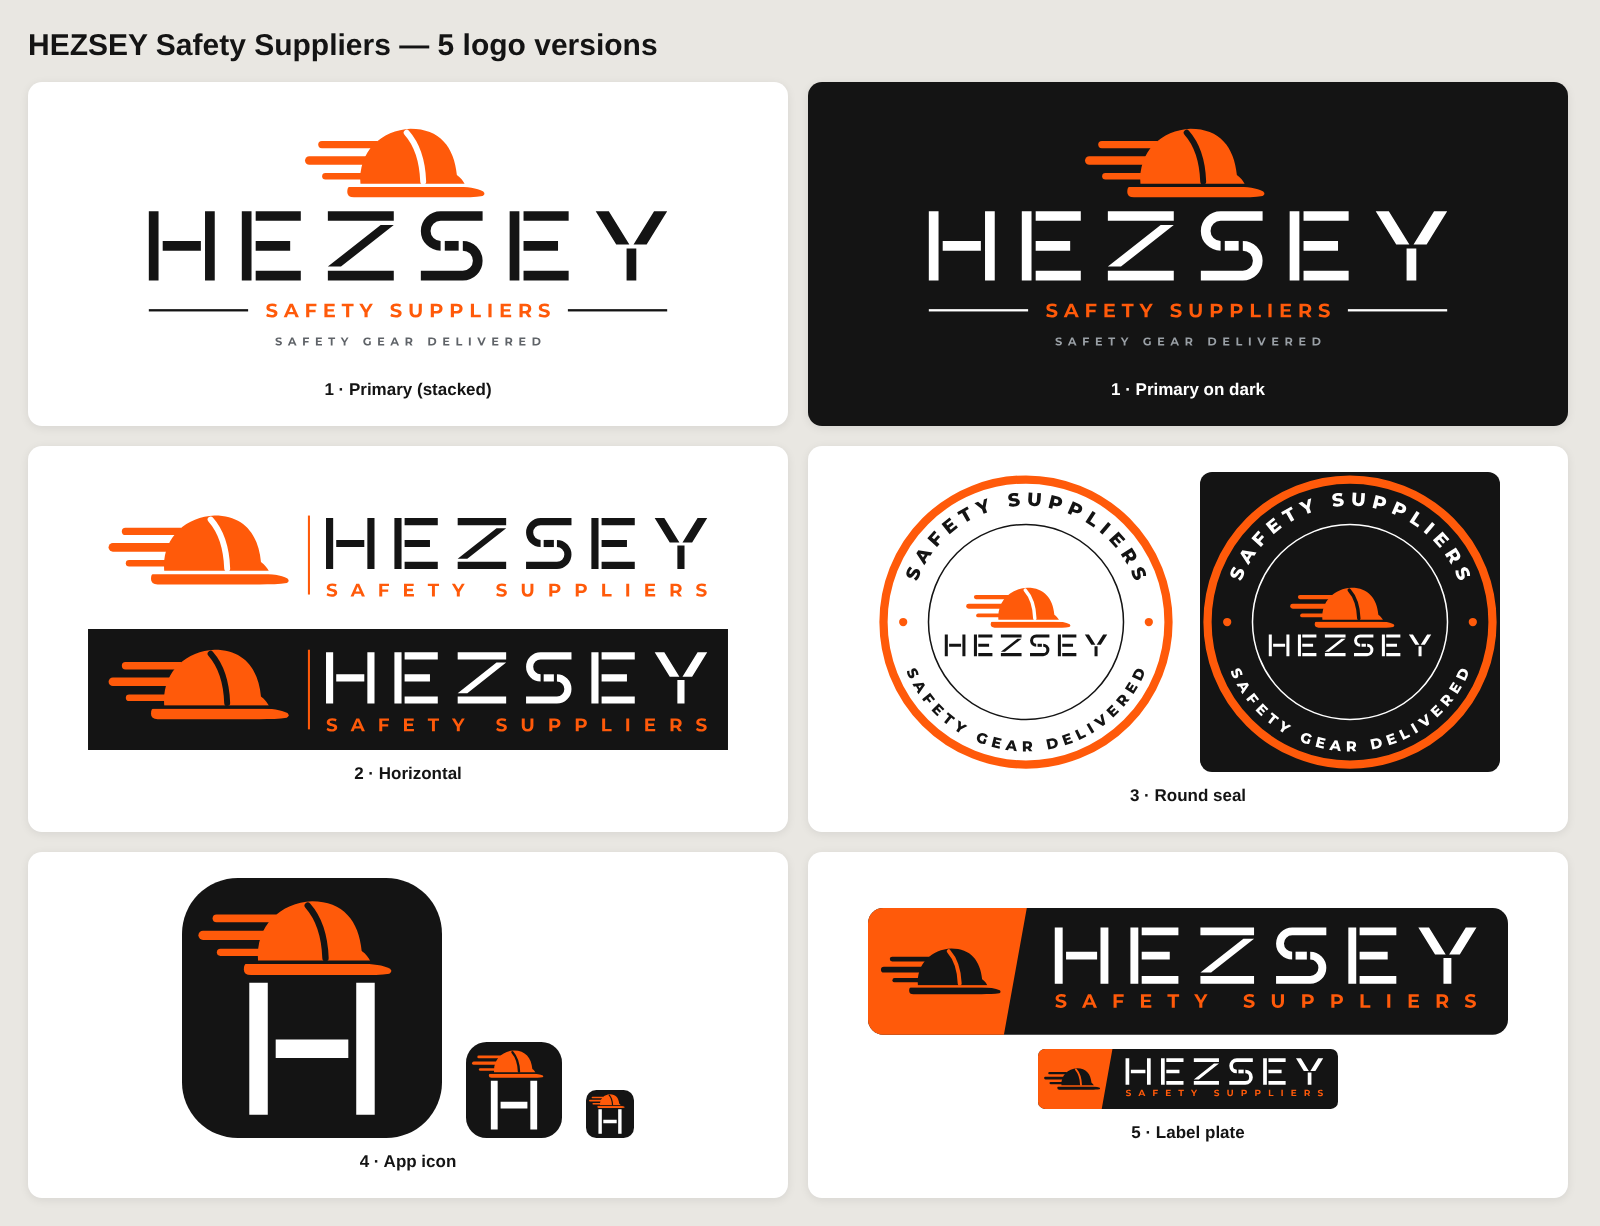 HEZSEY Safety Suppliers — 5 logo versions
HEZSEY
SAFETY SUPPLIERS
SAFETY GEAR DELIVERED
1 · Primary (stacked)
HEZSEY
SAFETY SUPPLIERS
SAFETY GEAR DELIVERED
1 · Primary on dark
HEZSEY
SAFETY SUPPLIERS
HEZSEY
SAFETY SUPPLIERS
2 · Horizontal
SAFETY SUPPLIERS
HEZSEY
SAFETY GEAR DELIVERED
SAFETY SUPPLIERS
HEZSEY
SAFETY GEAR DELIVERED
3 · Round seal
H
H
H
4 · App icon
HEZSEY
SAFETY SUPPLIERS
HEZSEY
SAFETY SUPPLIERS
5 · Label plate